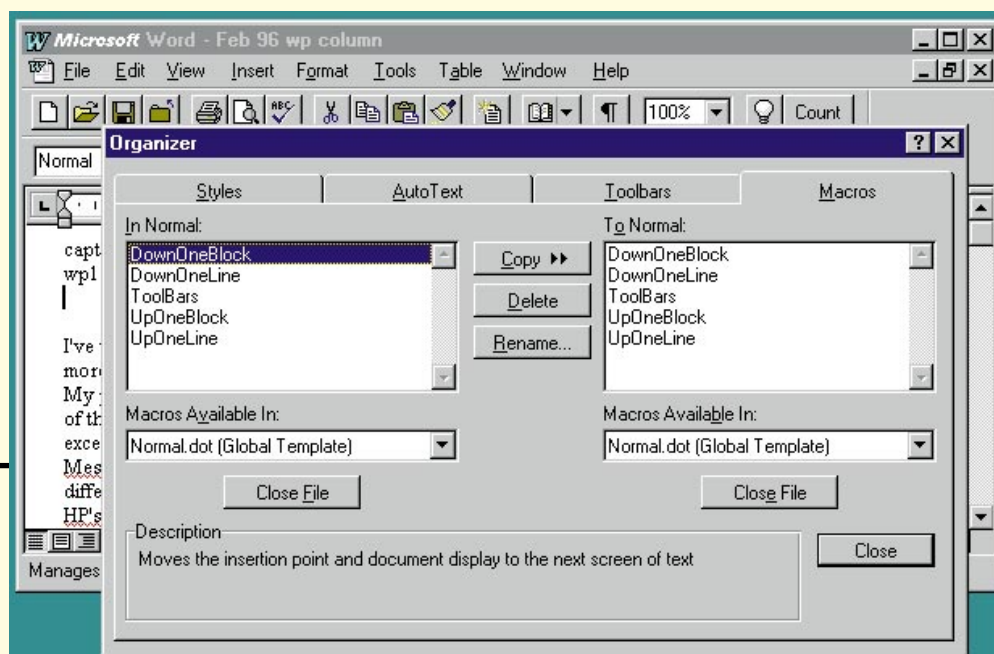 Microsoft Word - Feb 96 wp column
File Edit View Insert Format Tools Table Window Help
ABC 100% Count
Normal
Organizer
Styles AutoText Toolbars Macros
In Normal: To Normal:
DownOneBlock Copy DownOneBlock
DownOneLine DownOneLine
ToolBars Delete ToolBars
UpOneBlock UpOneBlock
UpOneLine Rename... UpOneLine
Macros Available In: Macros Available In:
Normal.dot (Global Template) Normal.dot (Global Template)
Close File Close File
Description
Moves the insertion point and document display to the next screen of text
Close
capt
wp1
I've
more
My
of th
exce
Mes
diffe
HP's
Manages